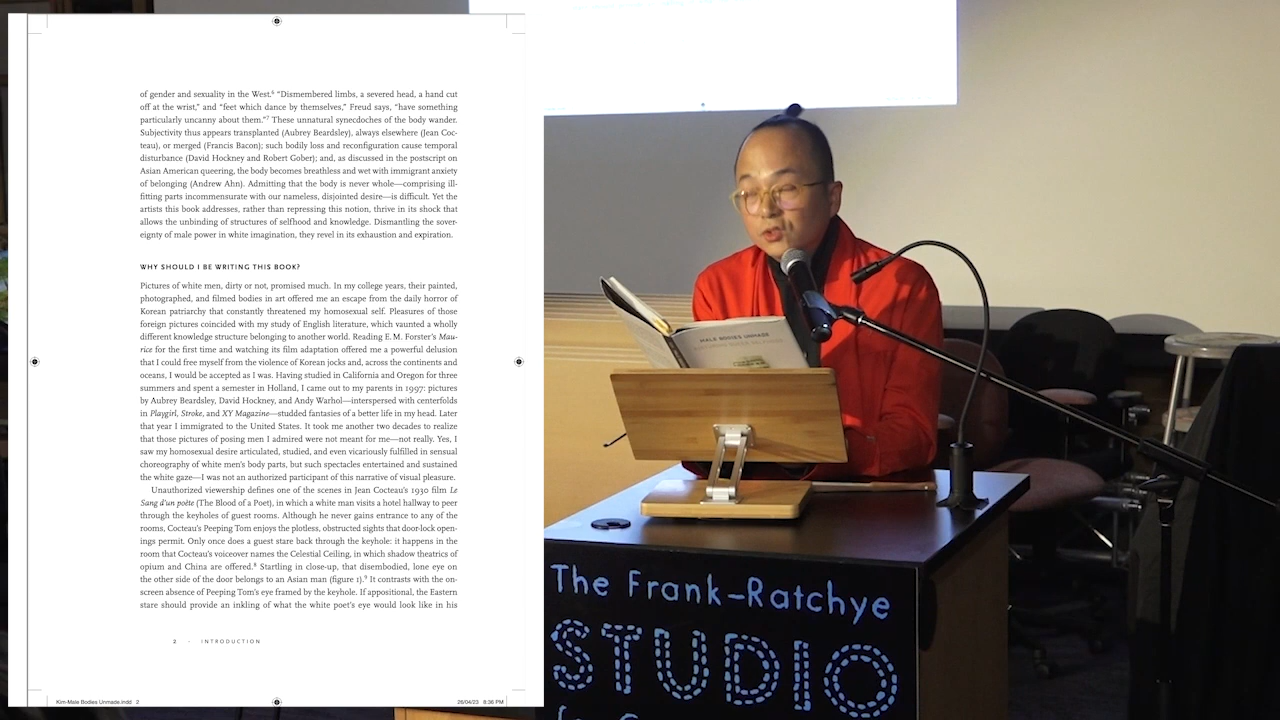 of gender and sexuality in the West.⁶ “Dismembered limbs, a severed head, a hand cut
off at the wrist,” and “feet which dance by themselves,” Freud says, “have something
particularly uncanny about them.”⁷ These unnatural synecdoches of the body wander.
Subjectivity thus appears transplanted (Aubrey Beardsley), always elsewhere (Jean Coc-
teau), or merged (Francis Bacon); such bodily loss and reconfiguration cause temporal
disturbance (David Hockney and Robert Gober); and, as discussed in the postscript on
Asian American queering, the body becomes breathless and wet with immigrant anxiety
of belonging (Andrew Ahn). Admitting that the body is never whole—comprising ill-
fitting parts incommensurate with our nameless, disjointed desire—is difficult. Yet the
artists this book addresses, rather than repressing this notion, thrive in its shock that
allows the unbinding of structures of selfhood and knowledge. Dismantling the sover-
eignty of male power in white imagination, they revel in its exhaustion and expiration.
WHY SHOULD I BE WRITING THIS BOOK?
Pictures of white men, dirty or not, promised much. In my college years, their painted,
photographed, and filmed bodies in art offered me an escape from the daily horror of
Korean patriarchy that constantly threatened my homosexual self. Pleasures of those
foreign pictures coincided with my study of English literature, which vaunted a wholly
different knowledge structure belonging to another world. Reading E. M. Forster’s Mau-
rice for the first time and watching its film adaptation offered me a powerful delusion
that I could free myself from the violence of Korean jocks and, across the continents and
oceans, I would be accepted as I was. Having studied in California and Oregon for three
summers and spent a semester in Holland, I came out to my parents in 1997: pictures
by Aubrey Beardsley, David Hockney, and Andy Warhol—interspersed with centerfolds
in Playgirl, Stroke, and XY Magazine—studded fantasies of a better life in my head. Later
that year I immigrated to the United States. It took me another two decades to realize
that those pictures of posing men I admired were not meant for me—not really. Yes, I
saw my homosexual desire articulated, studied, and even vicariously fulfilled in sensual
choreography of white men’s body parts, but such spectacles entertained and sustained
the white gaze—I was not an authorized participant of this narrative of visual pleasure.
Unauthorized viewership defines one of the scenes in Jean Cocteau’s 1930 film Le
Sang d’un poète (The Blood of a Poet), in which a white man visits a hotel hallway to peer
through the keyholes of guest rooms. Although he never gains entrance to any of the
rooms, Cocteau’s Peeping Tom enjoys the plotless, obstructed sights that door-lock open-
ings permit. Only once does a guest stare back through the keyhole: it happens in the
room that Cocteau’s voiceover names the Celestial Ceiling, in which shadow theatrics of
opium and China are offered.⁸ Startling in close-up, that disembodied, lone eye on
the other side of the door belongs to an Asian man (figure 1).⁹ It contrasts with the on-
screen absence of Peeping Tom’s eye framed by the keyhole. If appositional, the Eastern
stare should provide an inkling of what the white poet’s eye would look like in his
2 · INTRODUCTION
Kim-Male Bodies Unmade.indd 2
26/04/23 8:36 PM
MALE BODIES UNMADE
The Frank-Ratchye
STUDIO